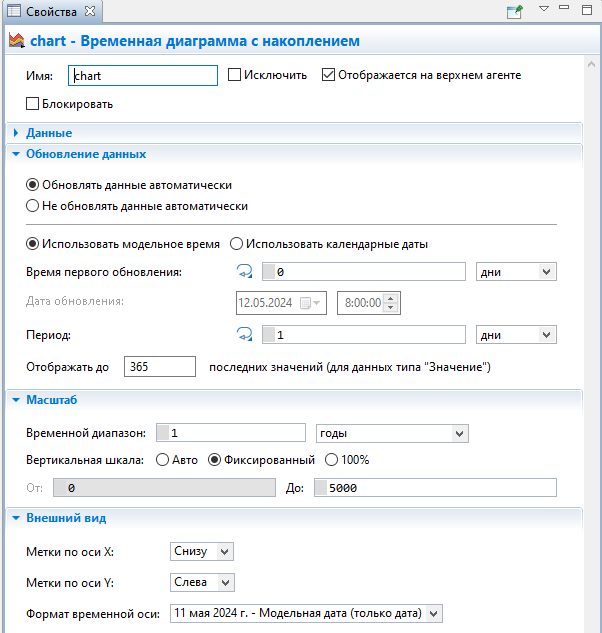 Свойства
chart - Временная диаграмма с накоплением
Имя: chart Исключить Отображается на верхнем агенте
Блокировать
Данные
Обновление данных
Обновлять данные автоматически
Не обновлять данные автоматически
Использовать модельное время Использовать календарные даты
Время первого обновления: 0 дни
Дата обновления: 12.05.2024 8:00:00
Период: 1 дни
Отображать до 365 последних значений (для данных типа "Значение")
Масштаб
Временной диапазон: 1 годы
Вертикальная шкала: Авто Фиксированный 100%
От: 0 До: 5000
Внешний вид
Метки по оси X: Снизу
Метки по оси Y: Слева
Формат временной оси: 11 мая 2024 г. - Модельная дата (только дата)